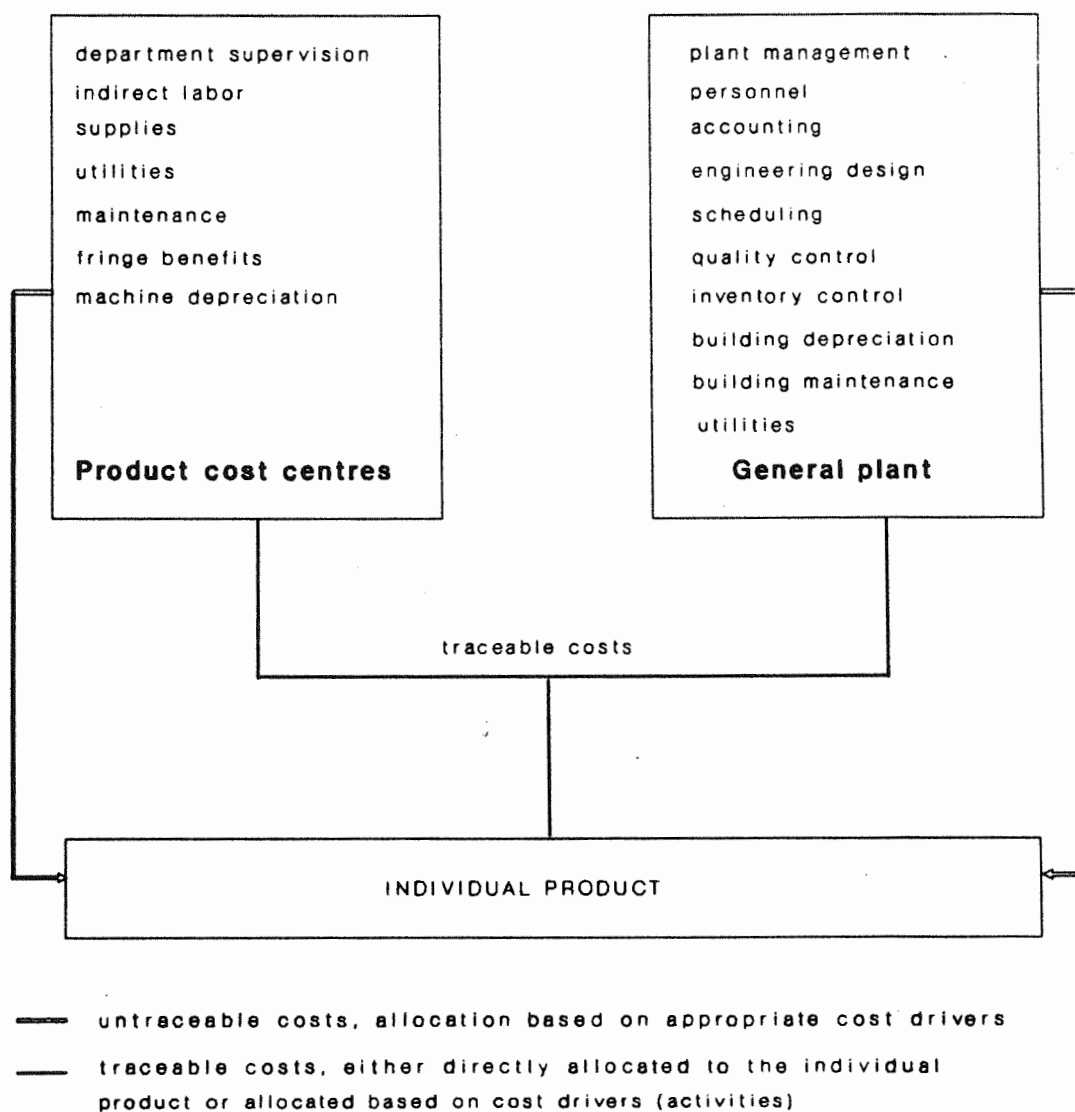 department supervision
indirect labor
supplies
utilities
maintenance
fringe benefits
machine depreciation
Product cost centres
plant management
personnel
accounting
engineering design
scheduling
quality control
inventory control
building depreciation
building maintenance
utilities
General plant
traceable costs
INDIVIDUAL PRODUCT
untraceable costs, allocation based on appropriate cost drivers
traceable costs, either directly allocated to the individual
product or allocated based on cost drivers (activities)